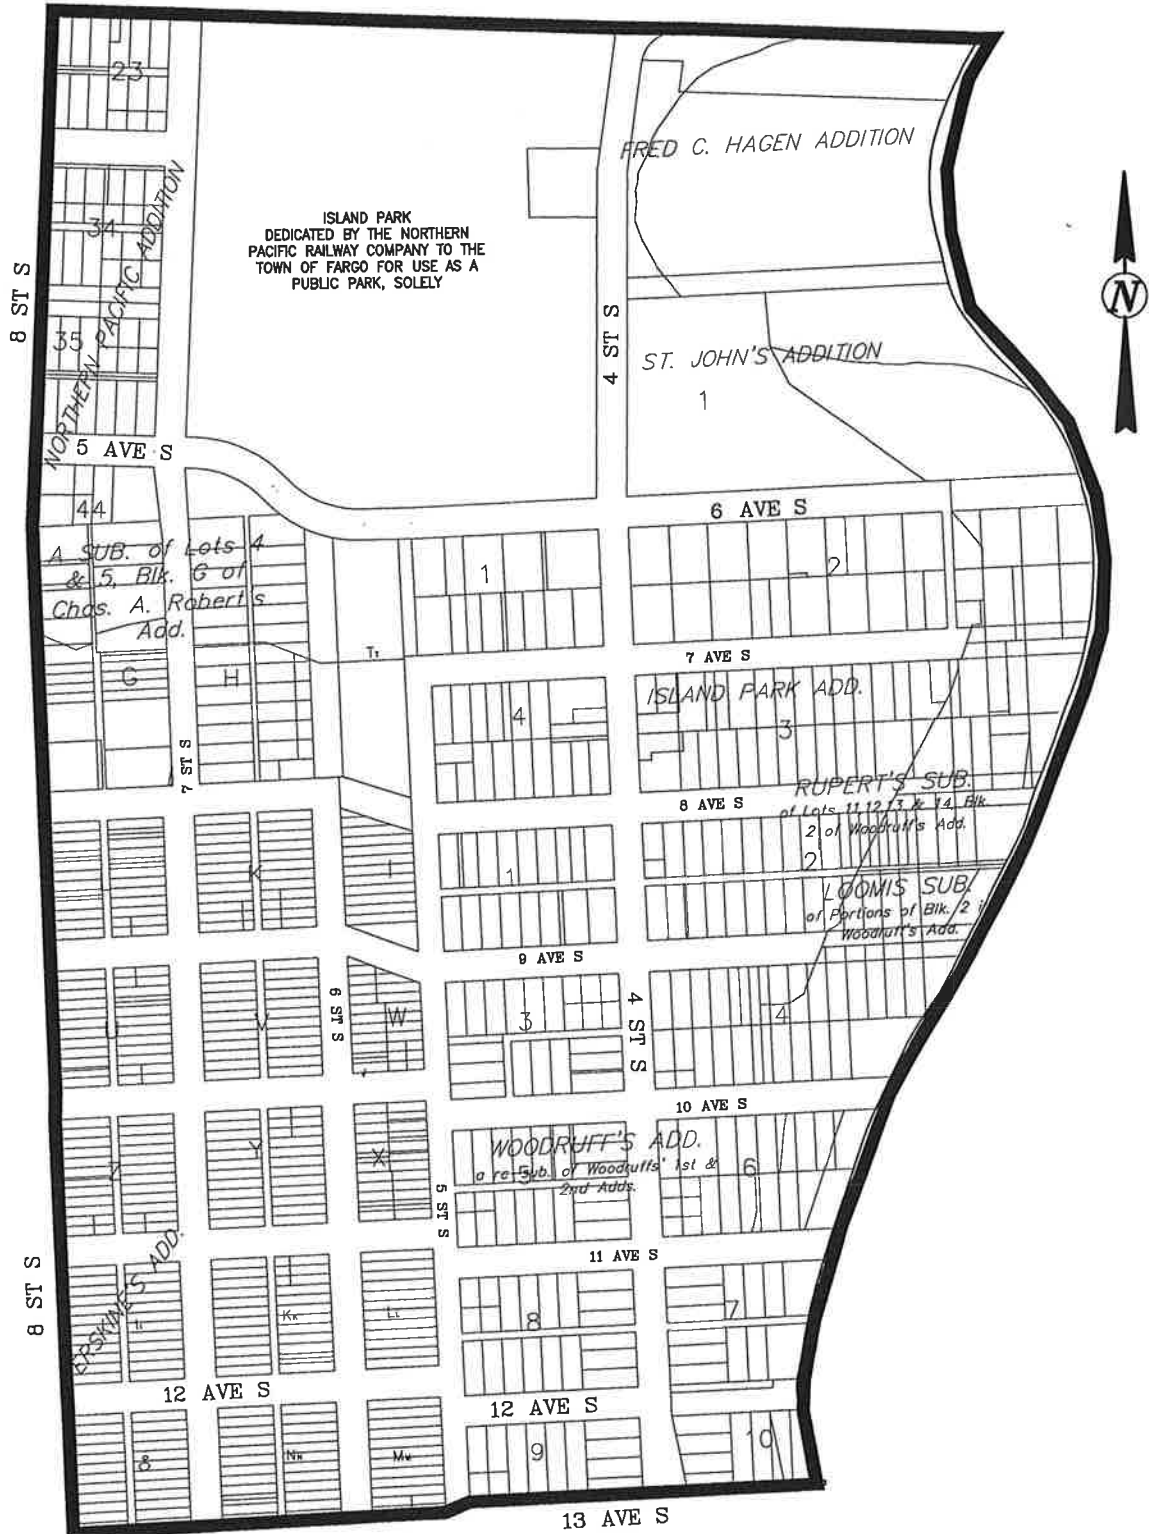 23
FRED C. HAGEN ADDITION
ISLAND PARK
DEDICATED BY THE NORTHERN
PACIFIC RAILWAY COMPANY TO THE
TOWN OF FARGO FOR USE AS A
PUBLIC PARK, SOLELY
34
NORTHERN PACIFIC ADDITION
8 ST S
N
35
4 ST S
ST. JOHN'S ADDITION
1
5 AVE S
44
6 AVE S
A SUB. of Lots 4
& 5, Blk. G of
Chas. A. Robert's
Add.
1
2
7 AVE S
G
H
ISLAND PARK ADD.
4
3
7 ST S
8 AVE S
RUPERT'S SUB.
of Lots 11,12,13, & 14, Blk.
2 of Woodruff's Add.
K
I
1
2
LOOMIS SUB.
of Portions of Blk. 2 i
Woodruff's Add.
9 AVE S
6 ST S
4 ST S
V
W
3
4
10 AVE S
WOODRUFF'S ADD.
a re-Sub. of Woodruffs' 1st &
2nd Adds.
Z
Y
X
5
6
5 ST S
11 AVE S
8 ST S
ERSKINE'S ADD.
KK
LL
8
7
12 AVE S
12 AVE S
8
NN
MM
9
10
13 AVE S